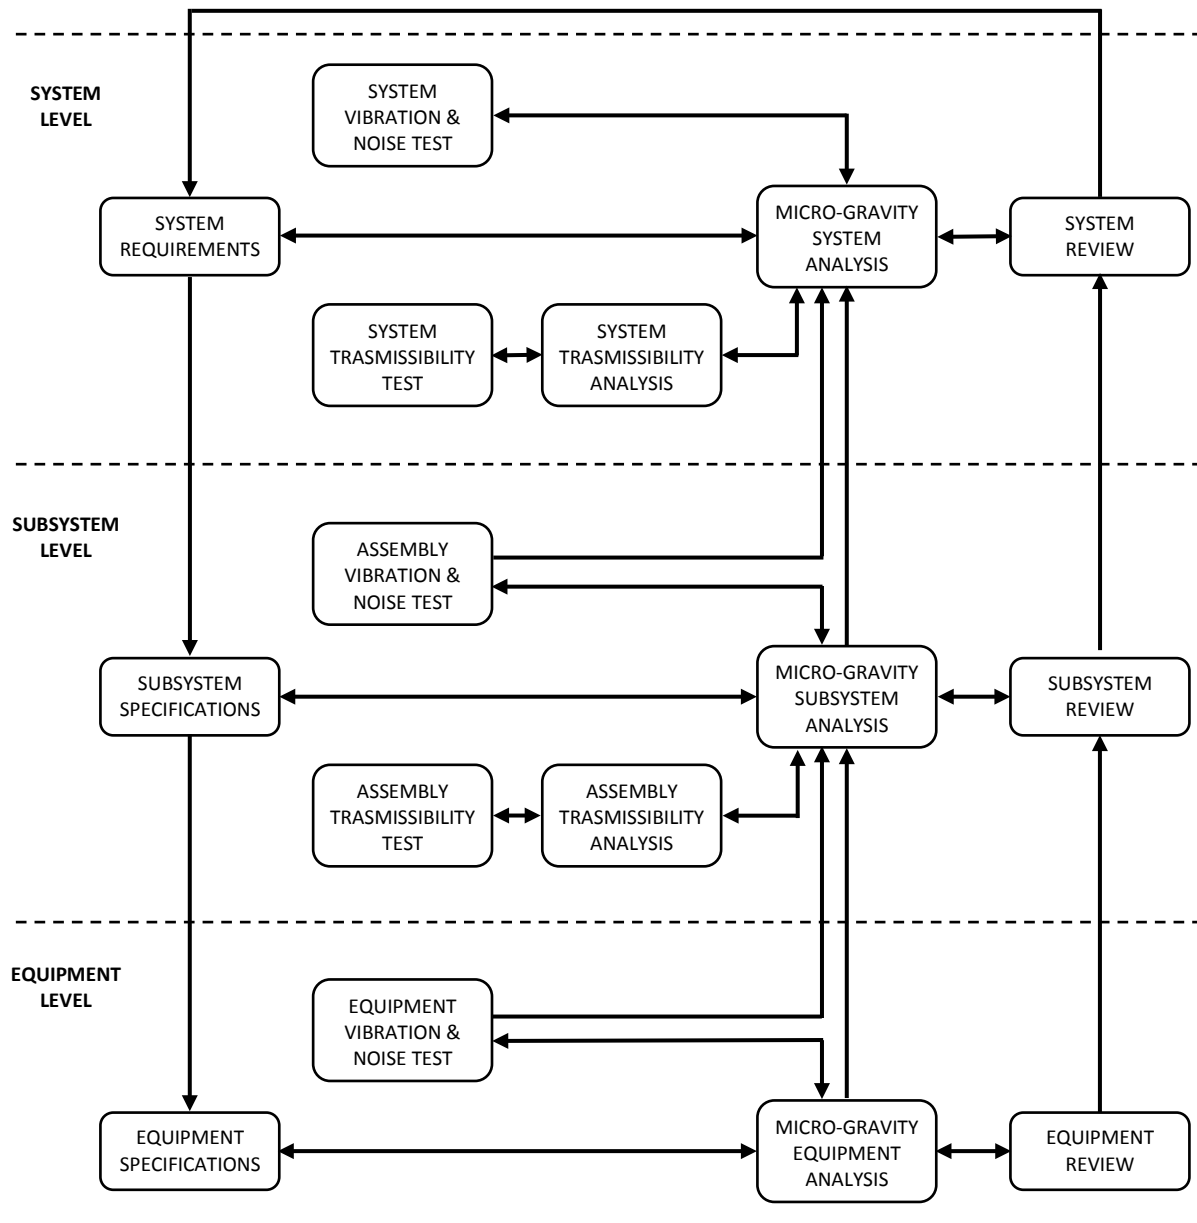 SYSTEM
LEVEL
SYSTEM
VIBRATION &
NOISE TEST
SYSTEM
REQUIREMENTS
MICRO-GRAVITY
SYSTEM
ANALYSIS
SYSTEM
REVIEW
SYSTEM
TRASMISSIBILITY
TEST
SYSTEM
TRASMISSIBILITY
ANALYSIS
SUBSYSTEM
LEVEL
ASSEMBLY
VIBRATION &
NOISE TEST
SUBSYSTEM
SPECIFICATIONS
MICRO-GRAVITY
SUBSYSTEM
ANALYSIS
SUBSYSTEM
REVIEW
ASSEMBLY
TRASMISSIBILITY
TEST
ASSEMBLY
TRASMISSIBILITY
ANALYSIS
EQUIPMENT
LEVEL
EQUIPMENT
VIBRATION &
NOISE TEST
EQUIPMENT
SPECIFICATIONS
MICRO-GRAVITY
EQUIPMENT
ANALYSIS
EQUIPMENT
REVIEW